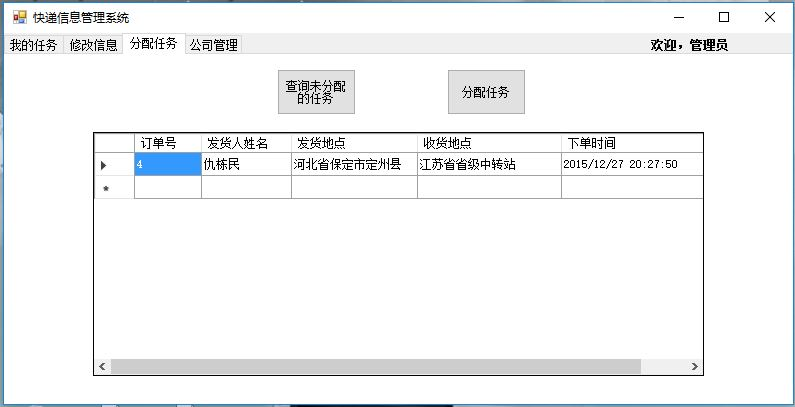 快递信息管理系统
我的任务 修改信息 分配任务 公司管理 欢迎，管理员
查询未分配
的任务
分配任务
订单号 发货人姓名 发货地点 收货地点 下单时间
4 仇栋民 河北省保定市定州县 江苏省省级中转站 2015/12/27 20:27:50